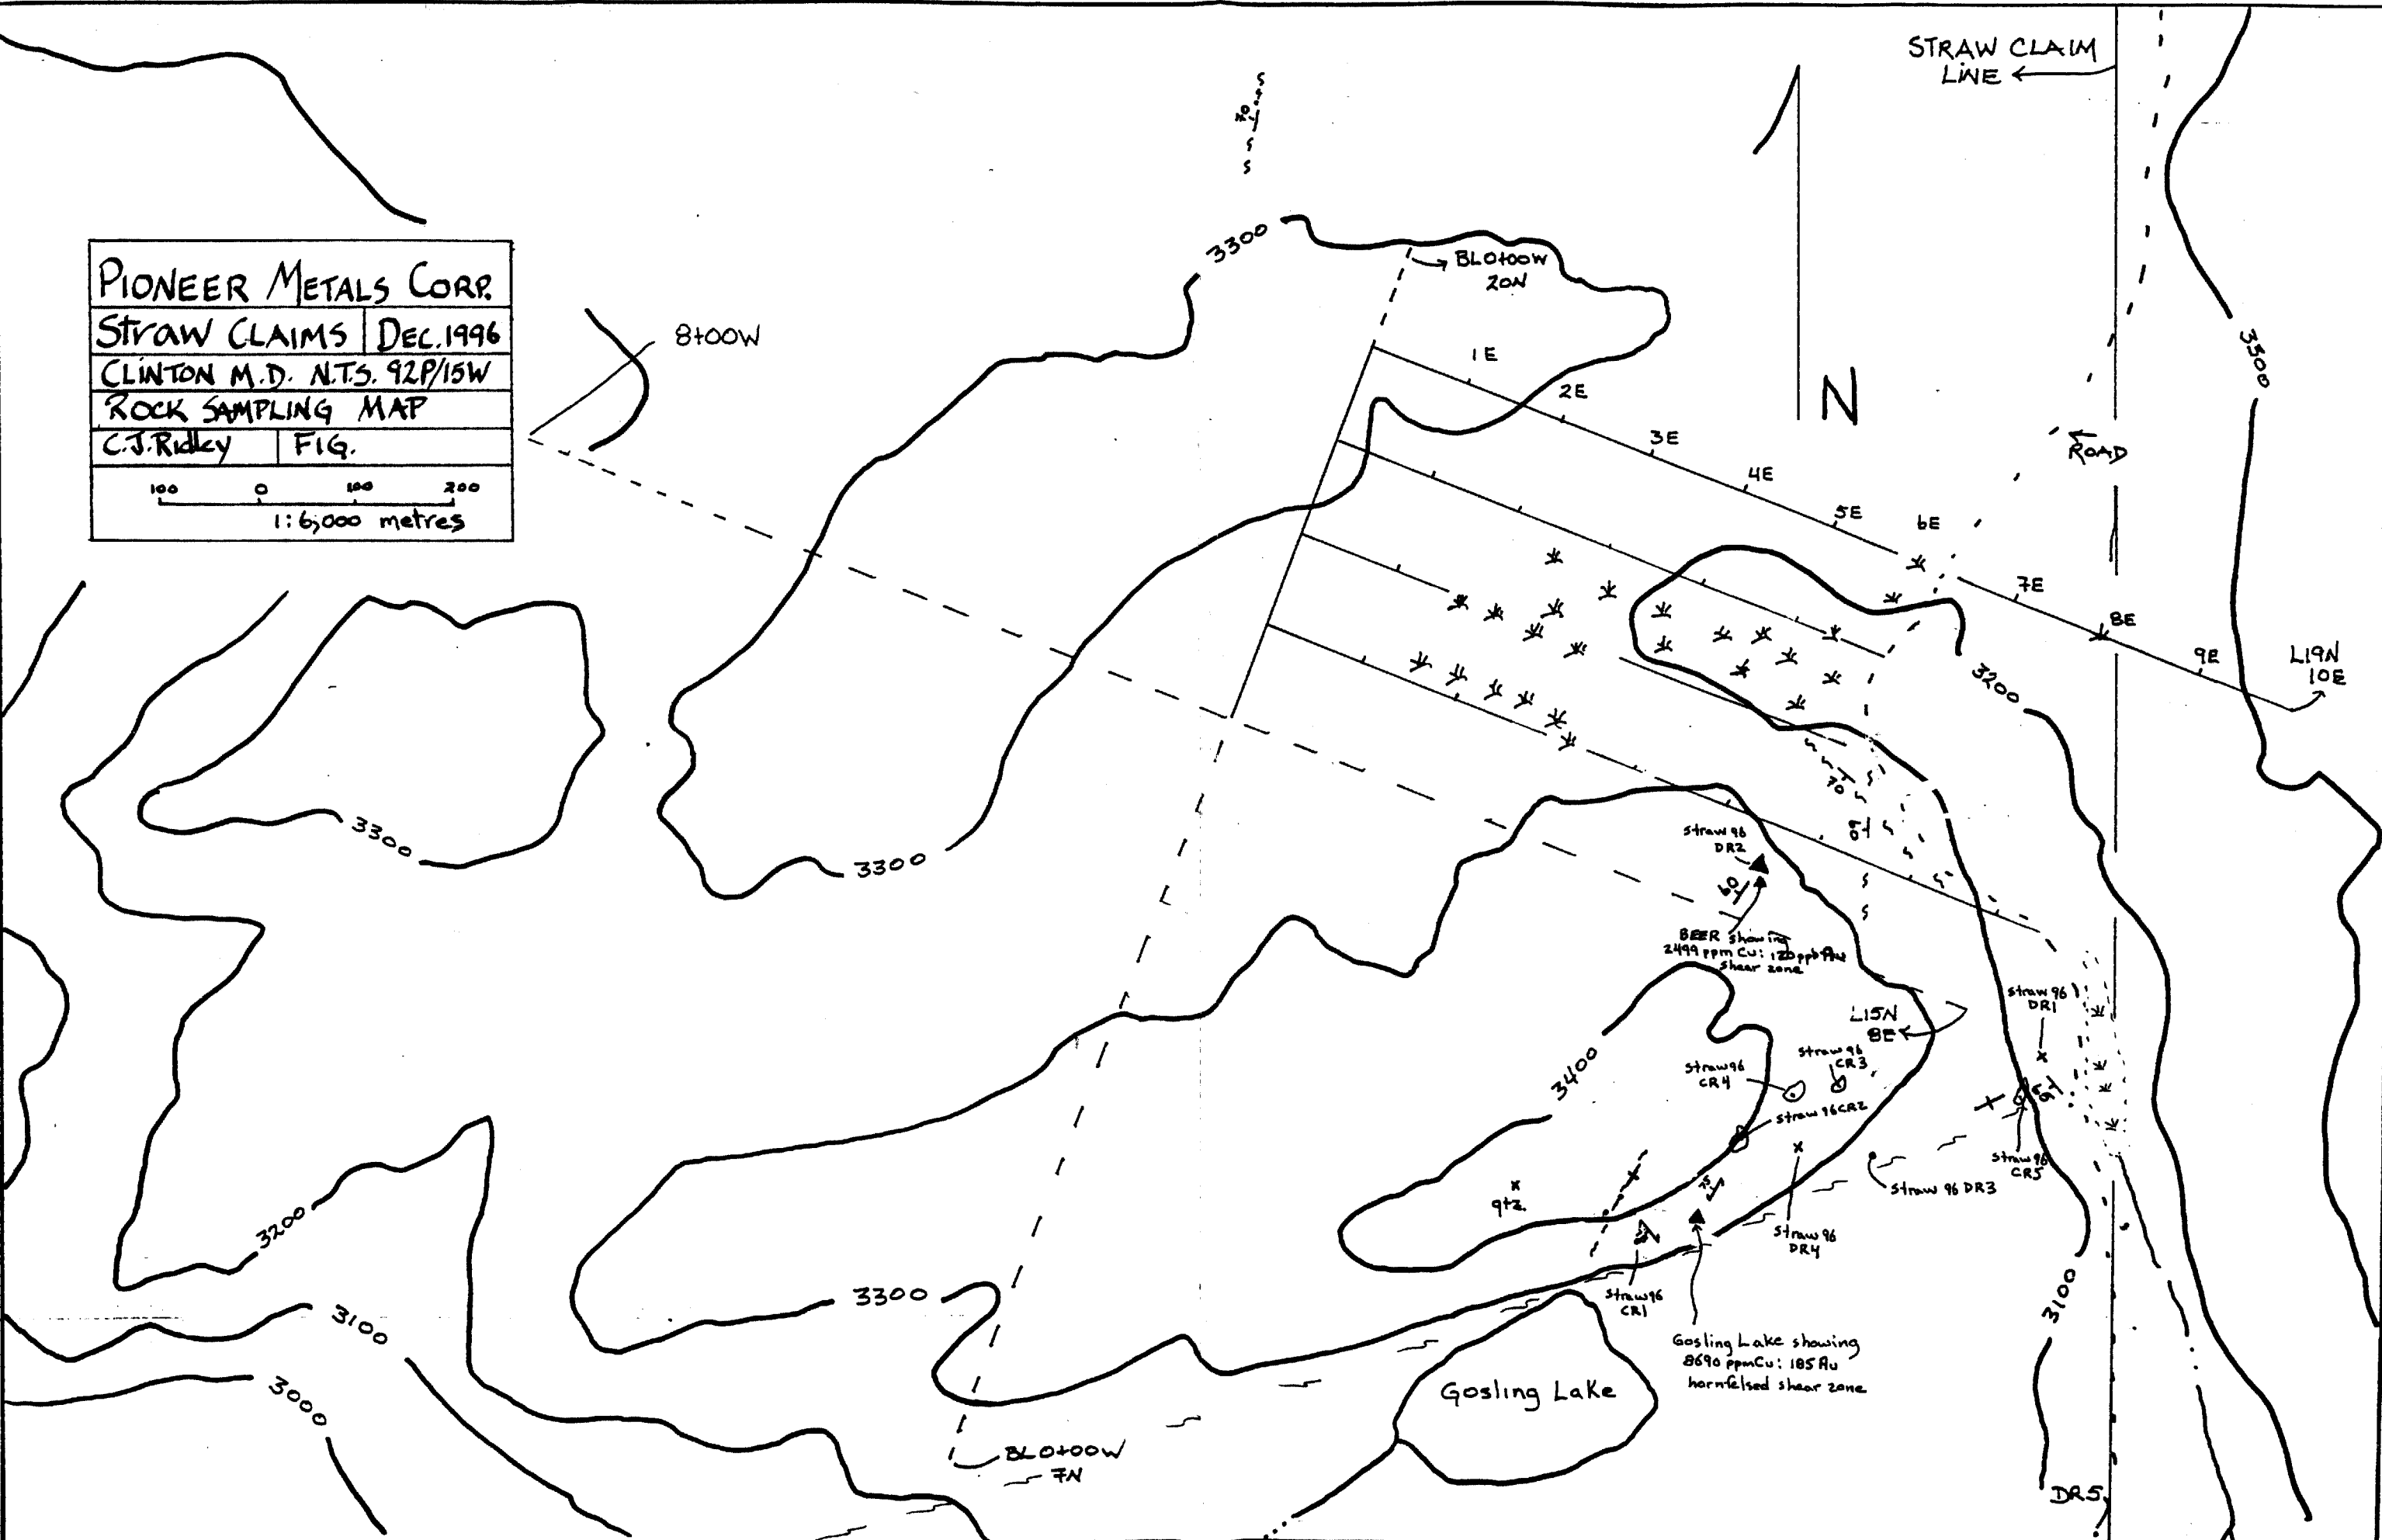 STRAW CLAIM
LINE
PIONEER METALS CORP.
STRAW CLAIMS DEC. 1996
CLINTON M.D. N.T.S. 92P/15W
ROCK SAMPLING MAP
C.J. Ridley FIG.
100 0 100 200
1:6,000 metres
8+00W
3300
BL0+00W
20N
N
1E
2E
3E
4E
5E
6E
7E
8E
9E
L19N
10E
ROAD
3500
3200
70
60
3300
3300
Straw 96
DR2
60
BEER showing
2499 ppm Cu: 120 ppb Au
Shear zone
L15N
8E
Straw 96
DR1
Straw 96
CR3
Straw 96
CR4
Straw 96 CR2
3400
Straw 96
CR5
Straw 96 DR3
qtz.
Straw 96
DR4
Straw 96
CR1
3200
3300
3100
3100
3000
Gosling Lake showing
8690 ppm Cu: 185 Au
hornfelsed shear zone
Gosling Lake
BL 0+00W
7N
DR5